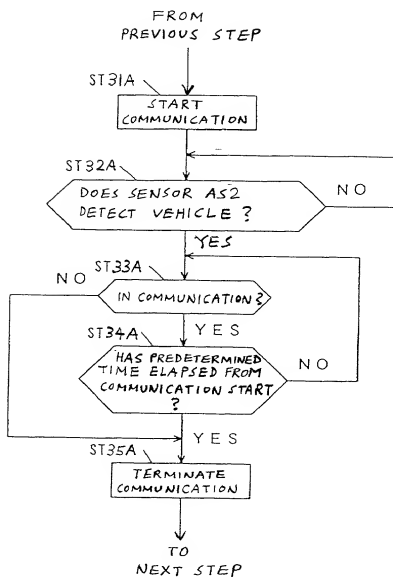 FROM
PREVIOUS STEP
ST31A
START
COMMUNICATION
ST32A
DOES SENSOR AS2
DETECT VEHICLE ?
NO
YES
ST33A
NO
IN COMMUNICATION?
YES
ST34A
HAS PREDETERMINED
TIME ELAPSED FROM
COMMUNICATION START
?
NO
YES
ST35A
TERMINATE
COMMUNICATION
TO
NEXT STEP